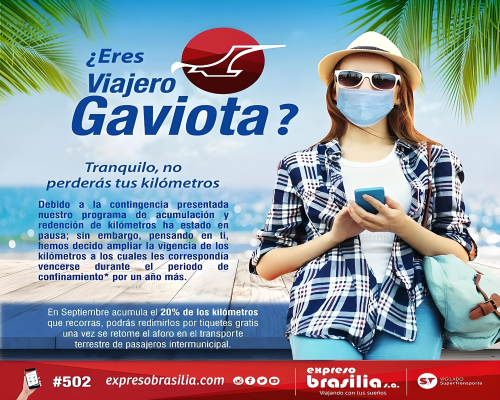 ¿Eres
Viajero
Gaviota?
Tranquilo, no
perderás tus kilómetros
Debido a la contingencia presentada
nuestro programa de acumulación y
redención de kilómetros ha estado en
pausa; sin embargo, pensando en ti,
hemos decido ampliar la vigencia de los
kilómetros a los cuales les correspondía
vencerse durante el periodo de
confinamiento* por un año más.
En Septiembre acumula el 20% de los kilómetros
que recorras, podrás redimirlos por tiquetes gratis
una vez se retome el aforo en el transporte
terrestre de pasajeros intermunicipal.
#502 expresobrasilia.com
expreso
brasilia s.a.
Viajando con tus sueños
ST VIGILADO
SuperTransporte